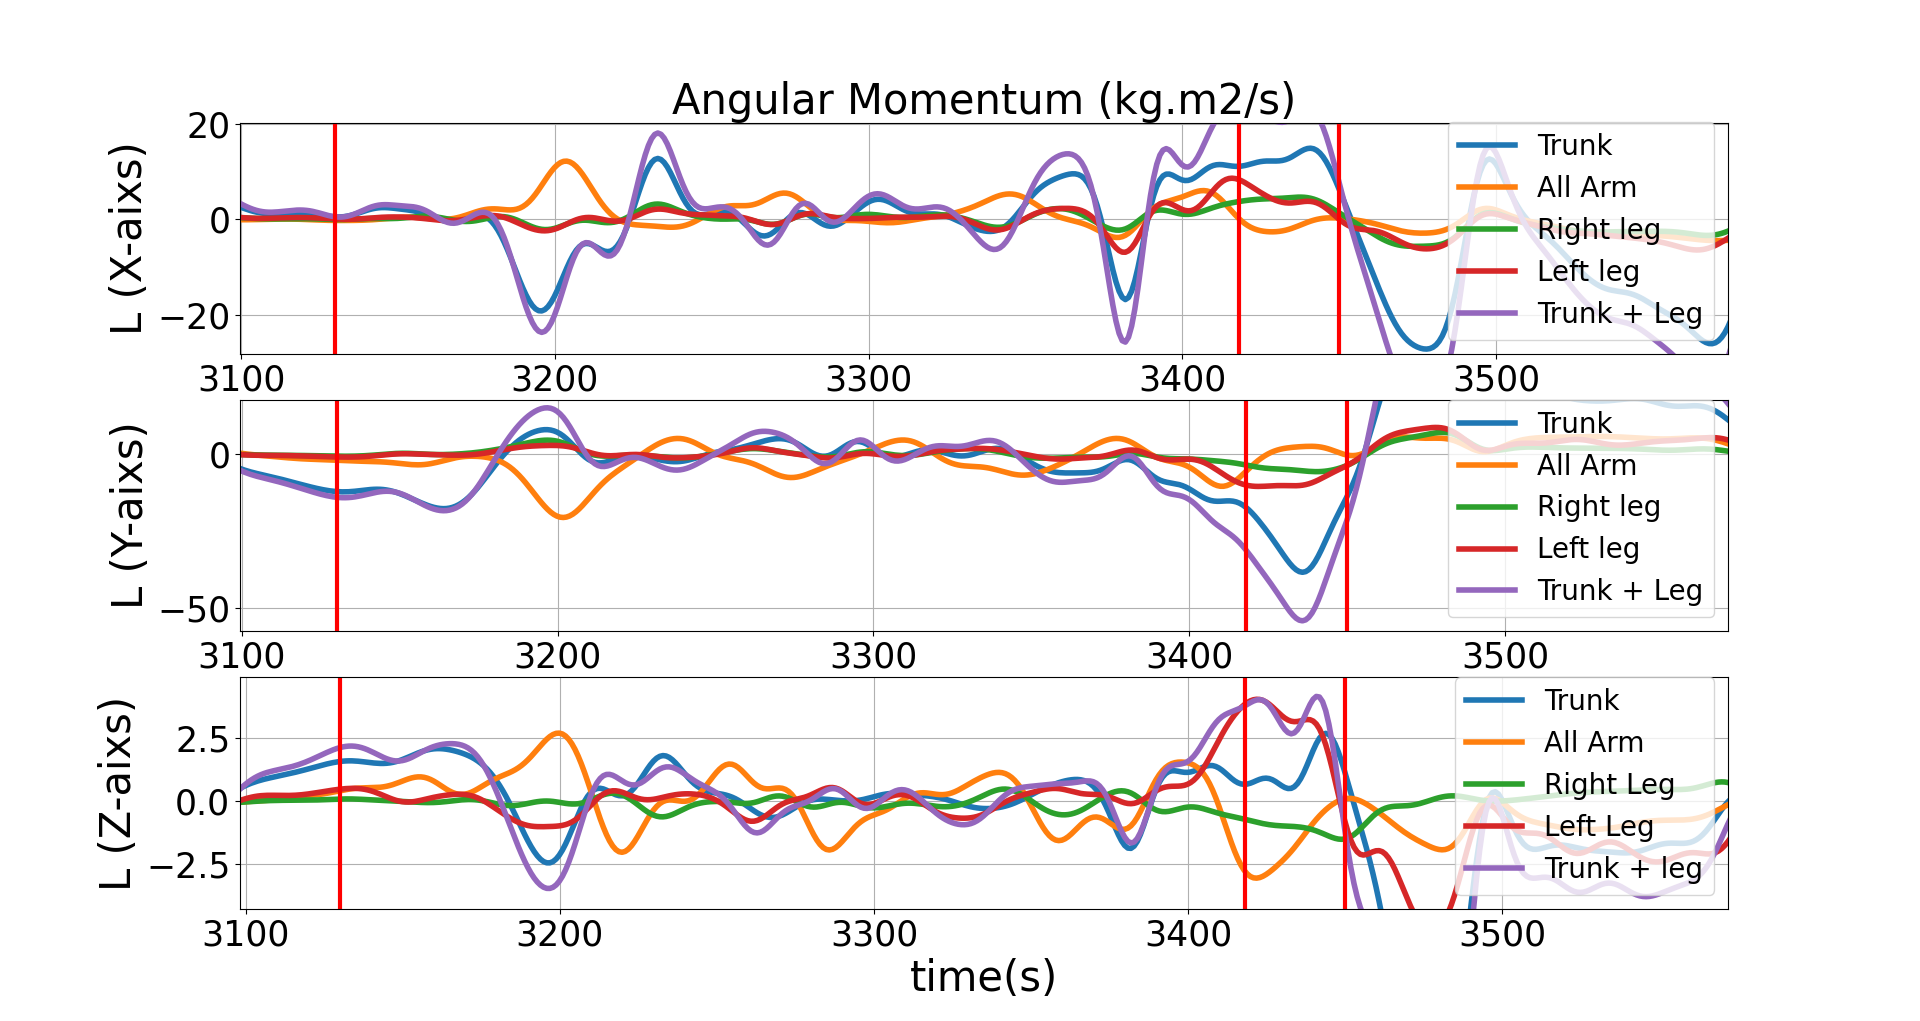 Angular Momentum (kg.m2/s)
L (X-aixs)
20
0
−20
3100 3200 3300 3400 3500
Trunk
All Arm
Right leg
Left leg
Trunk + Leg
L (Y-aixs)
0
−50
3100 3200 3300 3400 3500
Trunk
All Arm
Right leg
Left leg
Trunk + Leg
L (Z-aixs)
2.5
0.0
−2.5
3100 3200 3300 3400 3500
Trunk
All Arm
Right Leg
Left Leg
Trunk + leg
time(s)